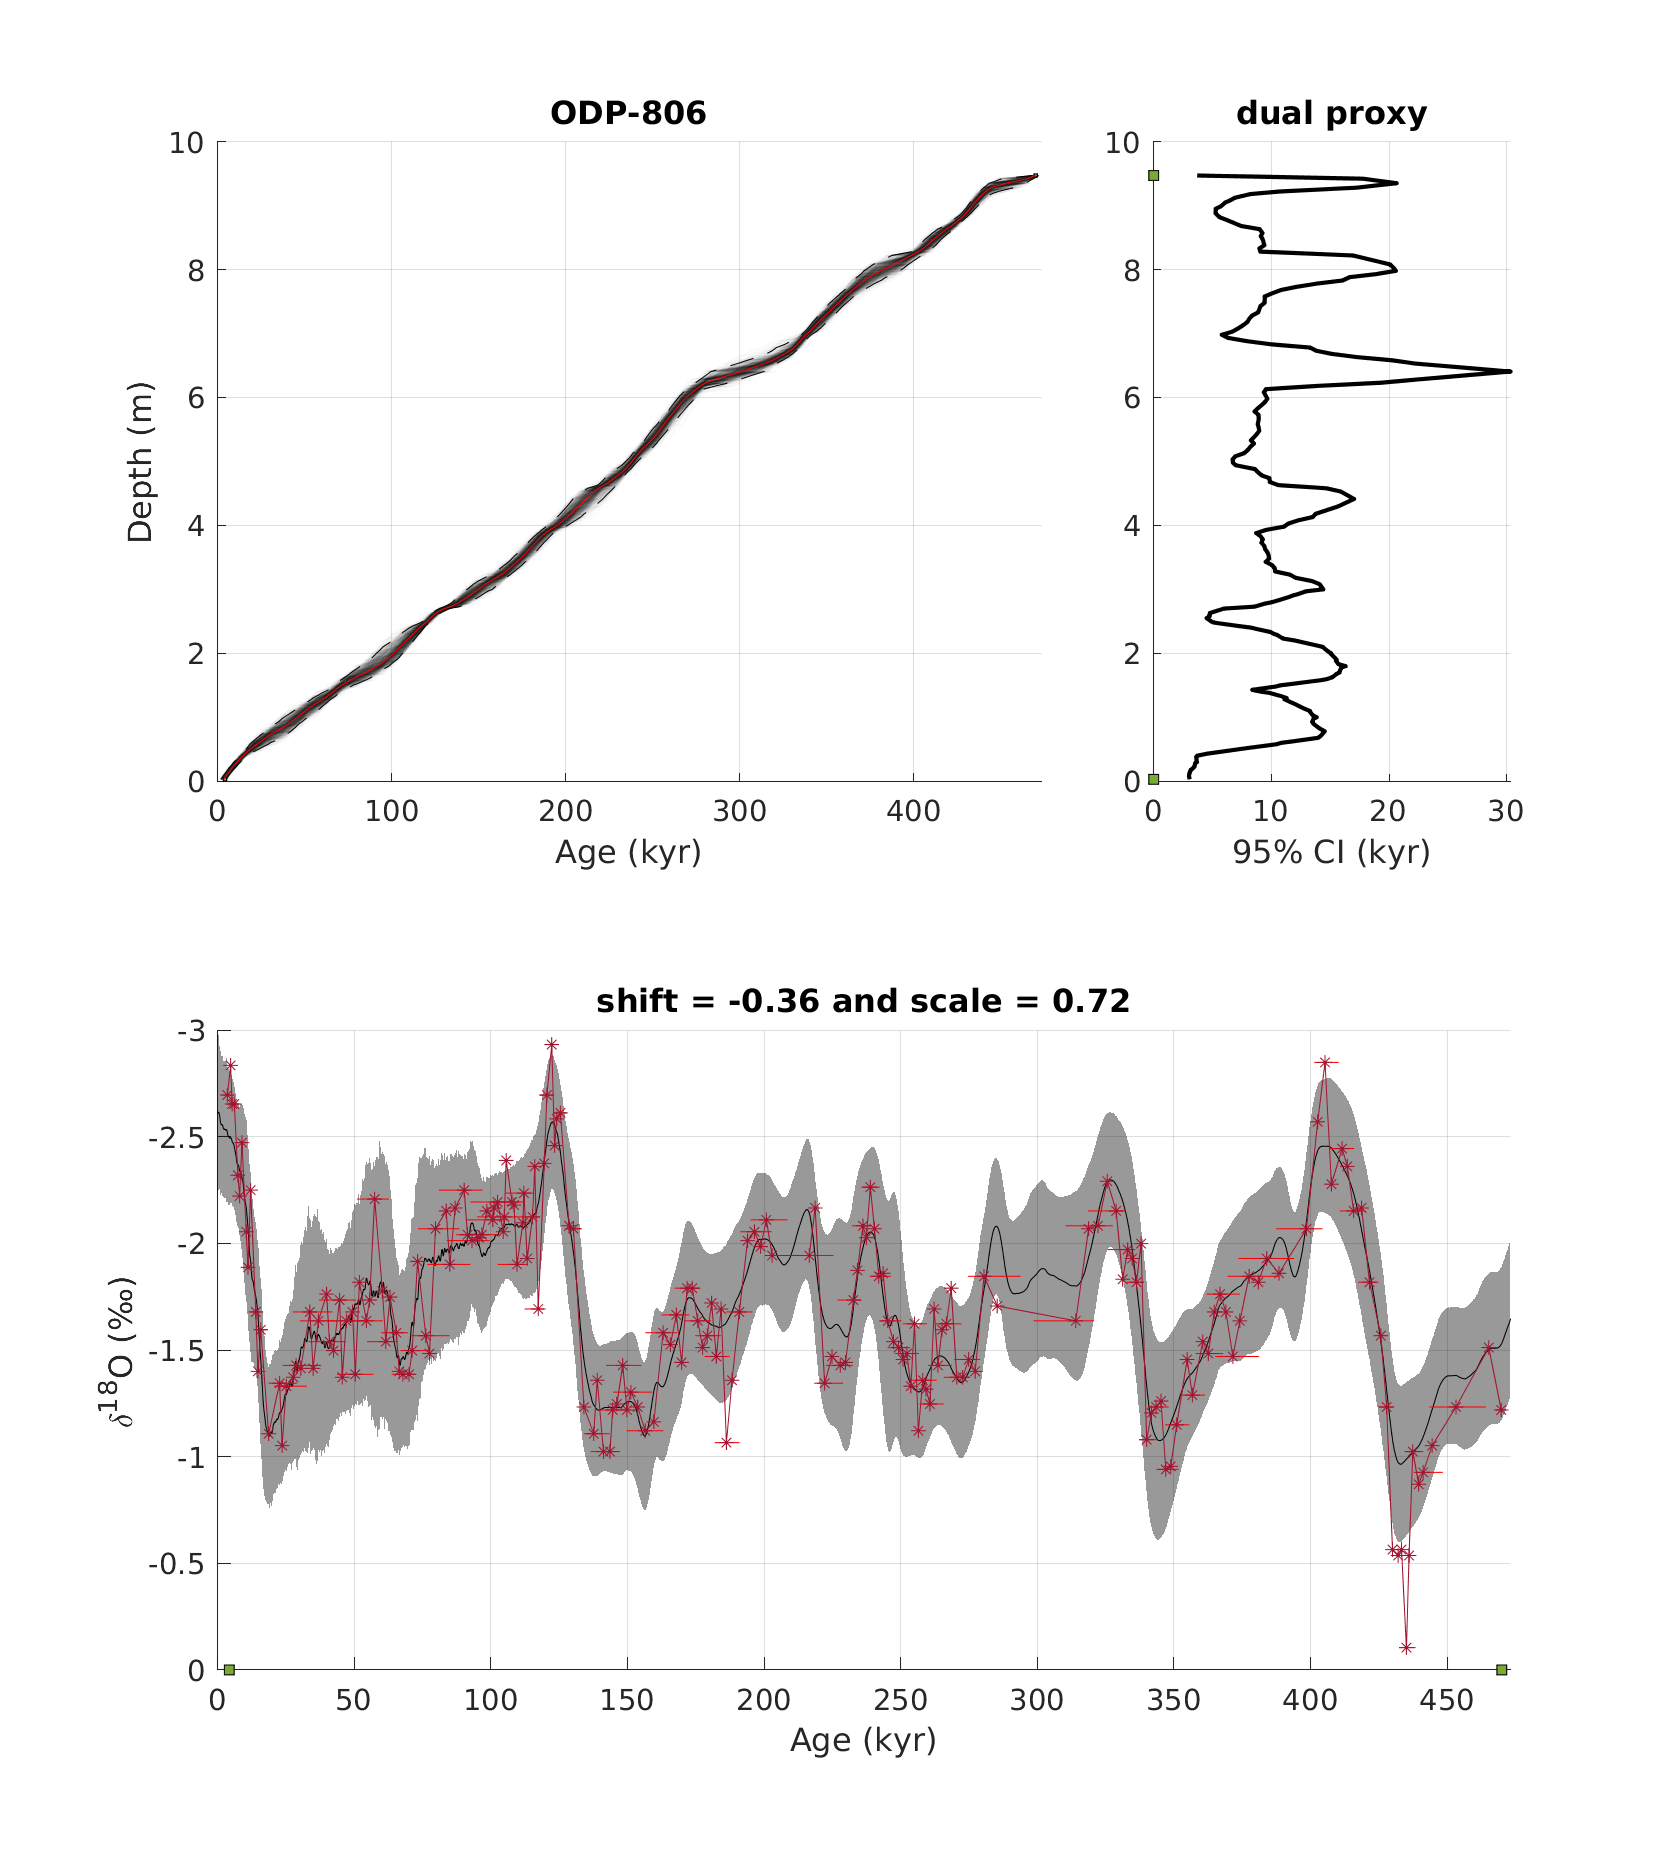 ODP-806
10
8
6
4
2
0
Depth (m)
0 100 200 300 400
Age (kyr)
dual proxy
10
8
6
4
2
0
0 10 20 30
95% CI (kyr)
shift = -0.36 and scale = 0.72
-3
-2.5
-2
-1.5
-1
-0.5
0
δ18O (‰)
0 50 100 150 200 250 300 350 400 450
Age (kyr)